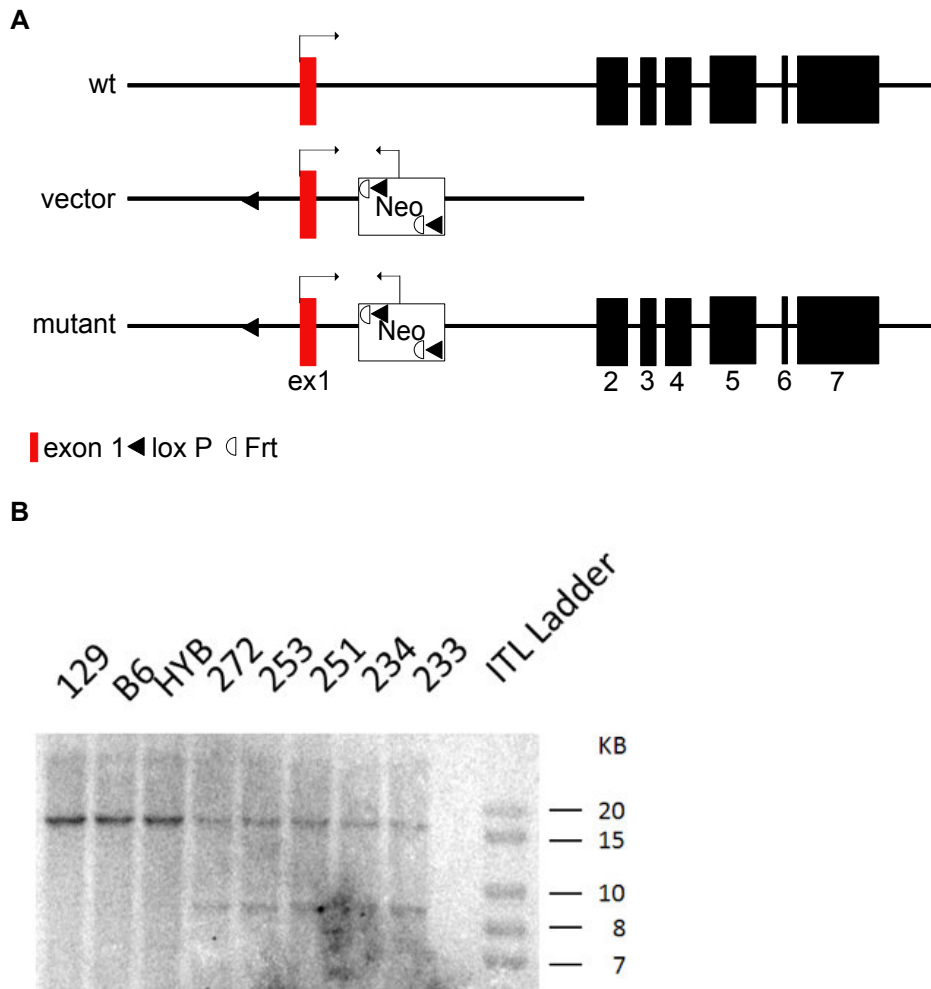 A
wt
vector
Neo
mutant
Neo
ex1
2 3 4 5 6 7
exon 1 lox P Frt
B
129 B6 HYB 272 253 251 234 233 ITL Ladder
KB
20
15
10
8
7